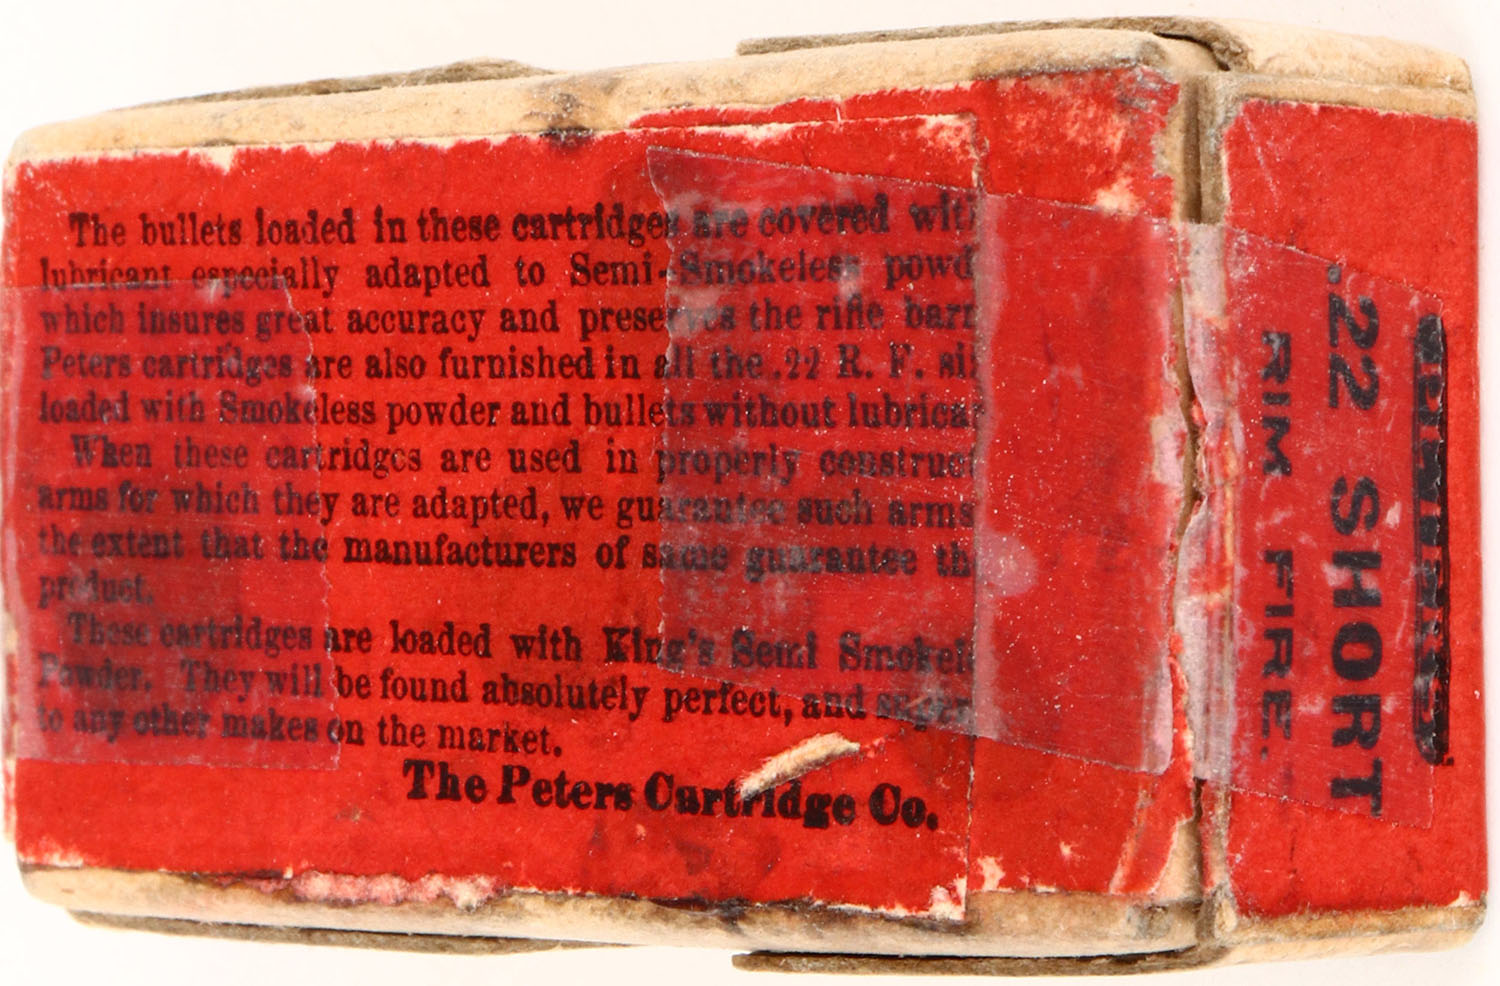 The bullets loaded in these cartridges are covered with
lubricant especially adapted to Semi-Smokeless powd
which insures great accuracy and preserves the rifle barr
Peters cartridges are also furnished in all the .22 R. F. si
loaded with Smokeless powder and bullets without lubrica
When these cartridges are used in properly construc
arms for which they are adapted, we guarantee such arms
the extent that the manufacturers of same guarantee th
product.
These cartridges are loaded with King's Semi Smokel
Powder. They will be found absolutely perfect, and super
to any other makes on the market.
The Peters Cartridge Co.
.22 SHORT
RIM FIRE.